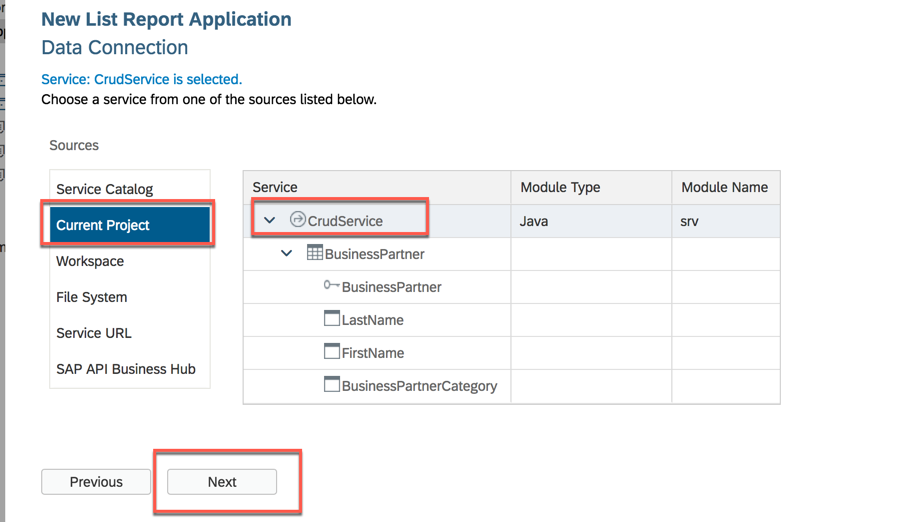 New List Report Application
Data Connection
Service: CrudService is selected.
Choose a service from one of the sources listed below.
Sources
Service Catalog
Current Project
Workspace
File System
Service URL
SAP API Business Hub
Service Module Type Module Name
CrudService Java srv
BusinessPartner
BusinessPartner
LastName
FirstName
BusinessPartnerCategory
Previous Next